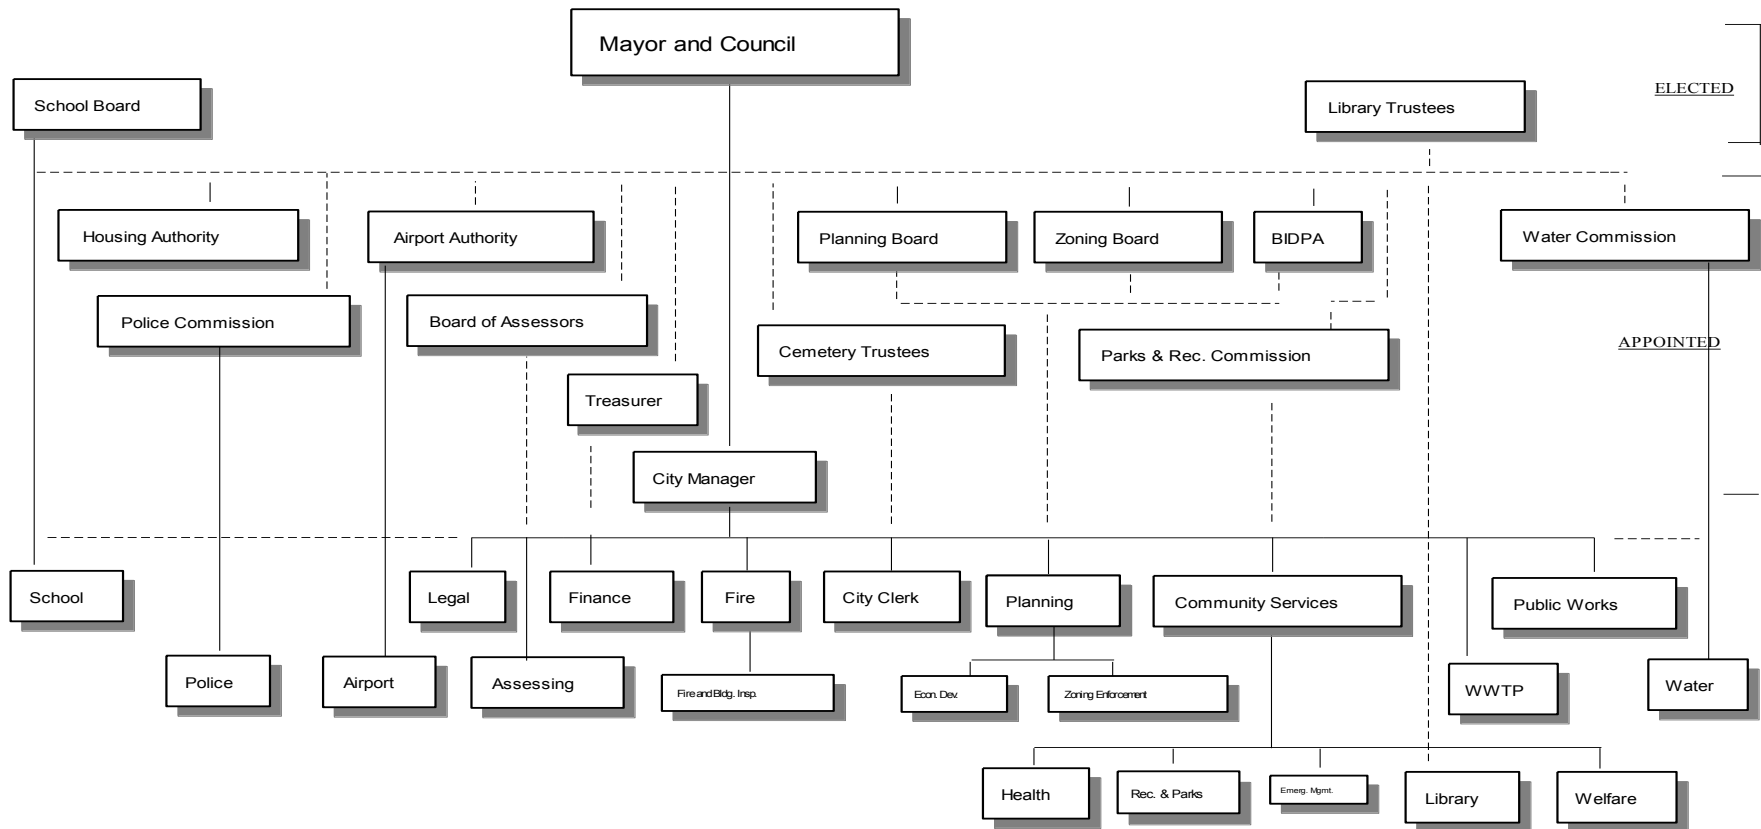 Mayor and Council
School Board
Library Trustees
ELECTED
Housing Authority
Airport Authority
Planning Board
Zoning Board
BIDPA
Water Commission
Police Commission
Board of Assessors
Cemetery Trustees
Parks & Rec. Commission
APPOINTED
Treasurer
City Manager
School
Legal
Finance
Fire
City Clerk
Planning
Community Services
Public Works
Police
Airport
Assessing
Fire and Bldg. Insp.
Econ. Dev.
Zoning Enforcement
WWTP
Water
Health
Rec. & Parks
Emerg. Mgmt.
Library
Welfare